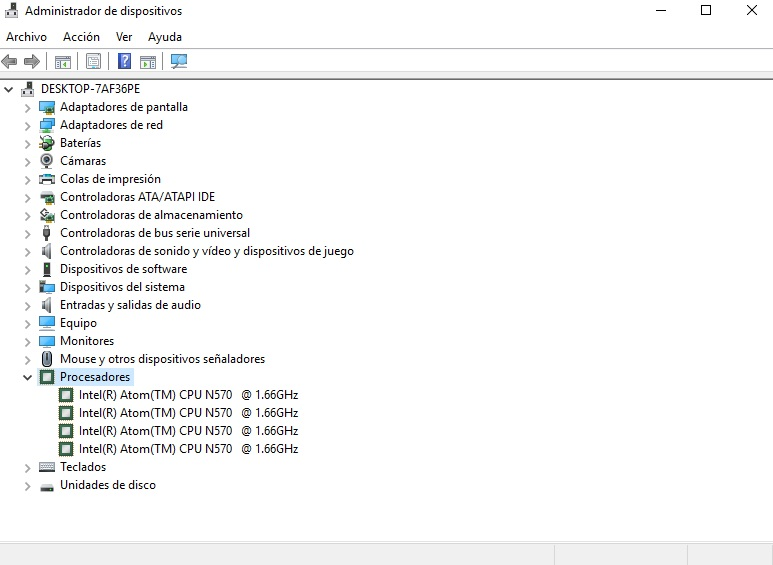 Administrador de dispositivos
Archivo Acción Ver Ayuda
DESKTOP-7AF36PE
Adaptadores de pantalla
Adaptadores de red
Baterías
Cámaras
Colas de impresión
Controladoras ATA/ATAPI IDE
Controladoras de almacenamiento
Controladoras de bus serie universal
Controladoras de sonido y vídeo y dispositivos de juego
Dispositivos de software
Dispositivos del sistema
Entradas y salidas de audio
Equipo
Monitores
Mouse y otros dispositivos señaladores
Procesadores
Intel(R) Atom(TM) CPU N570 @ 1.66GHz
Intel(R) Atom(TM) CPU N570 @ 1.66GHz
Intel(R) Atom(TM) CPU N570 @ 1.66GHz
Intel(R) Atom(TM) CPU N570 @ 1.66GHz
Teclados
Unidades de disco